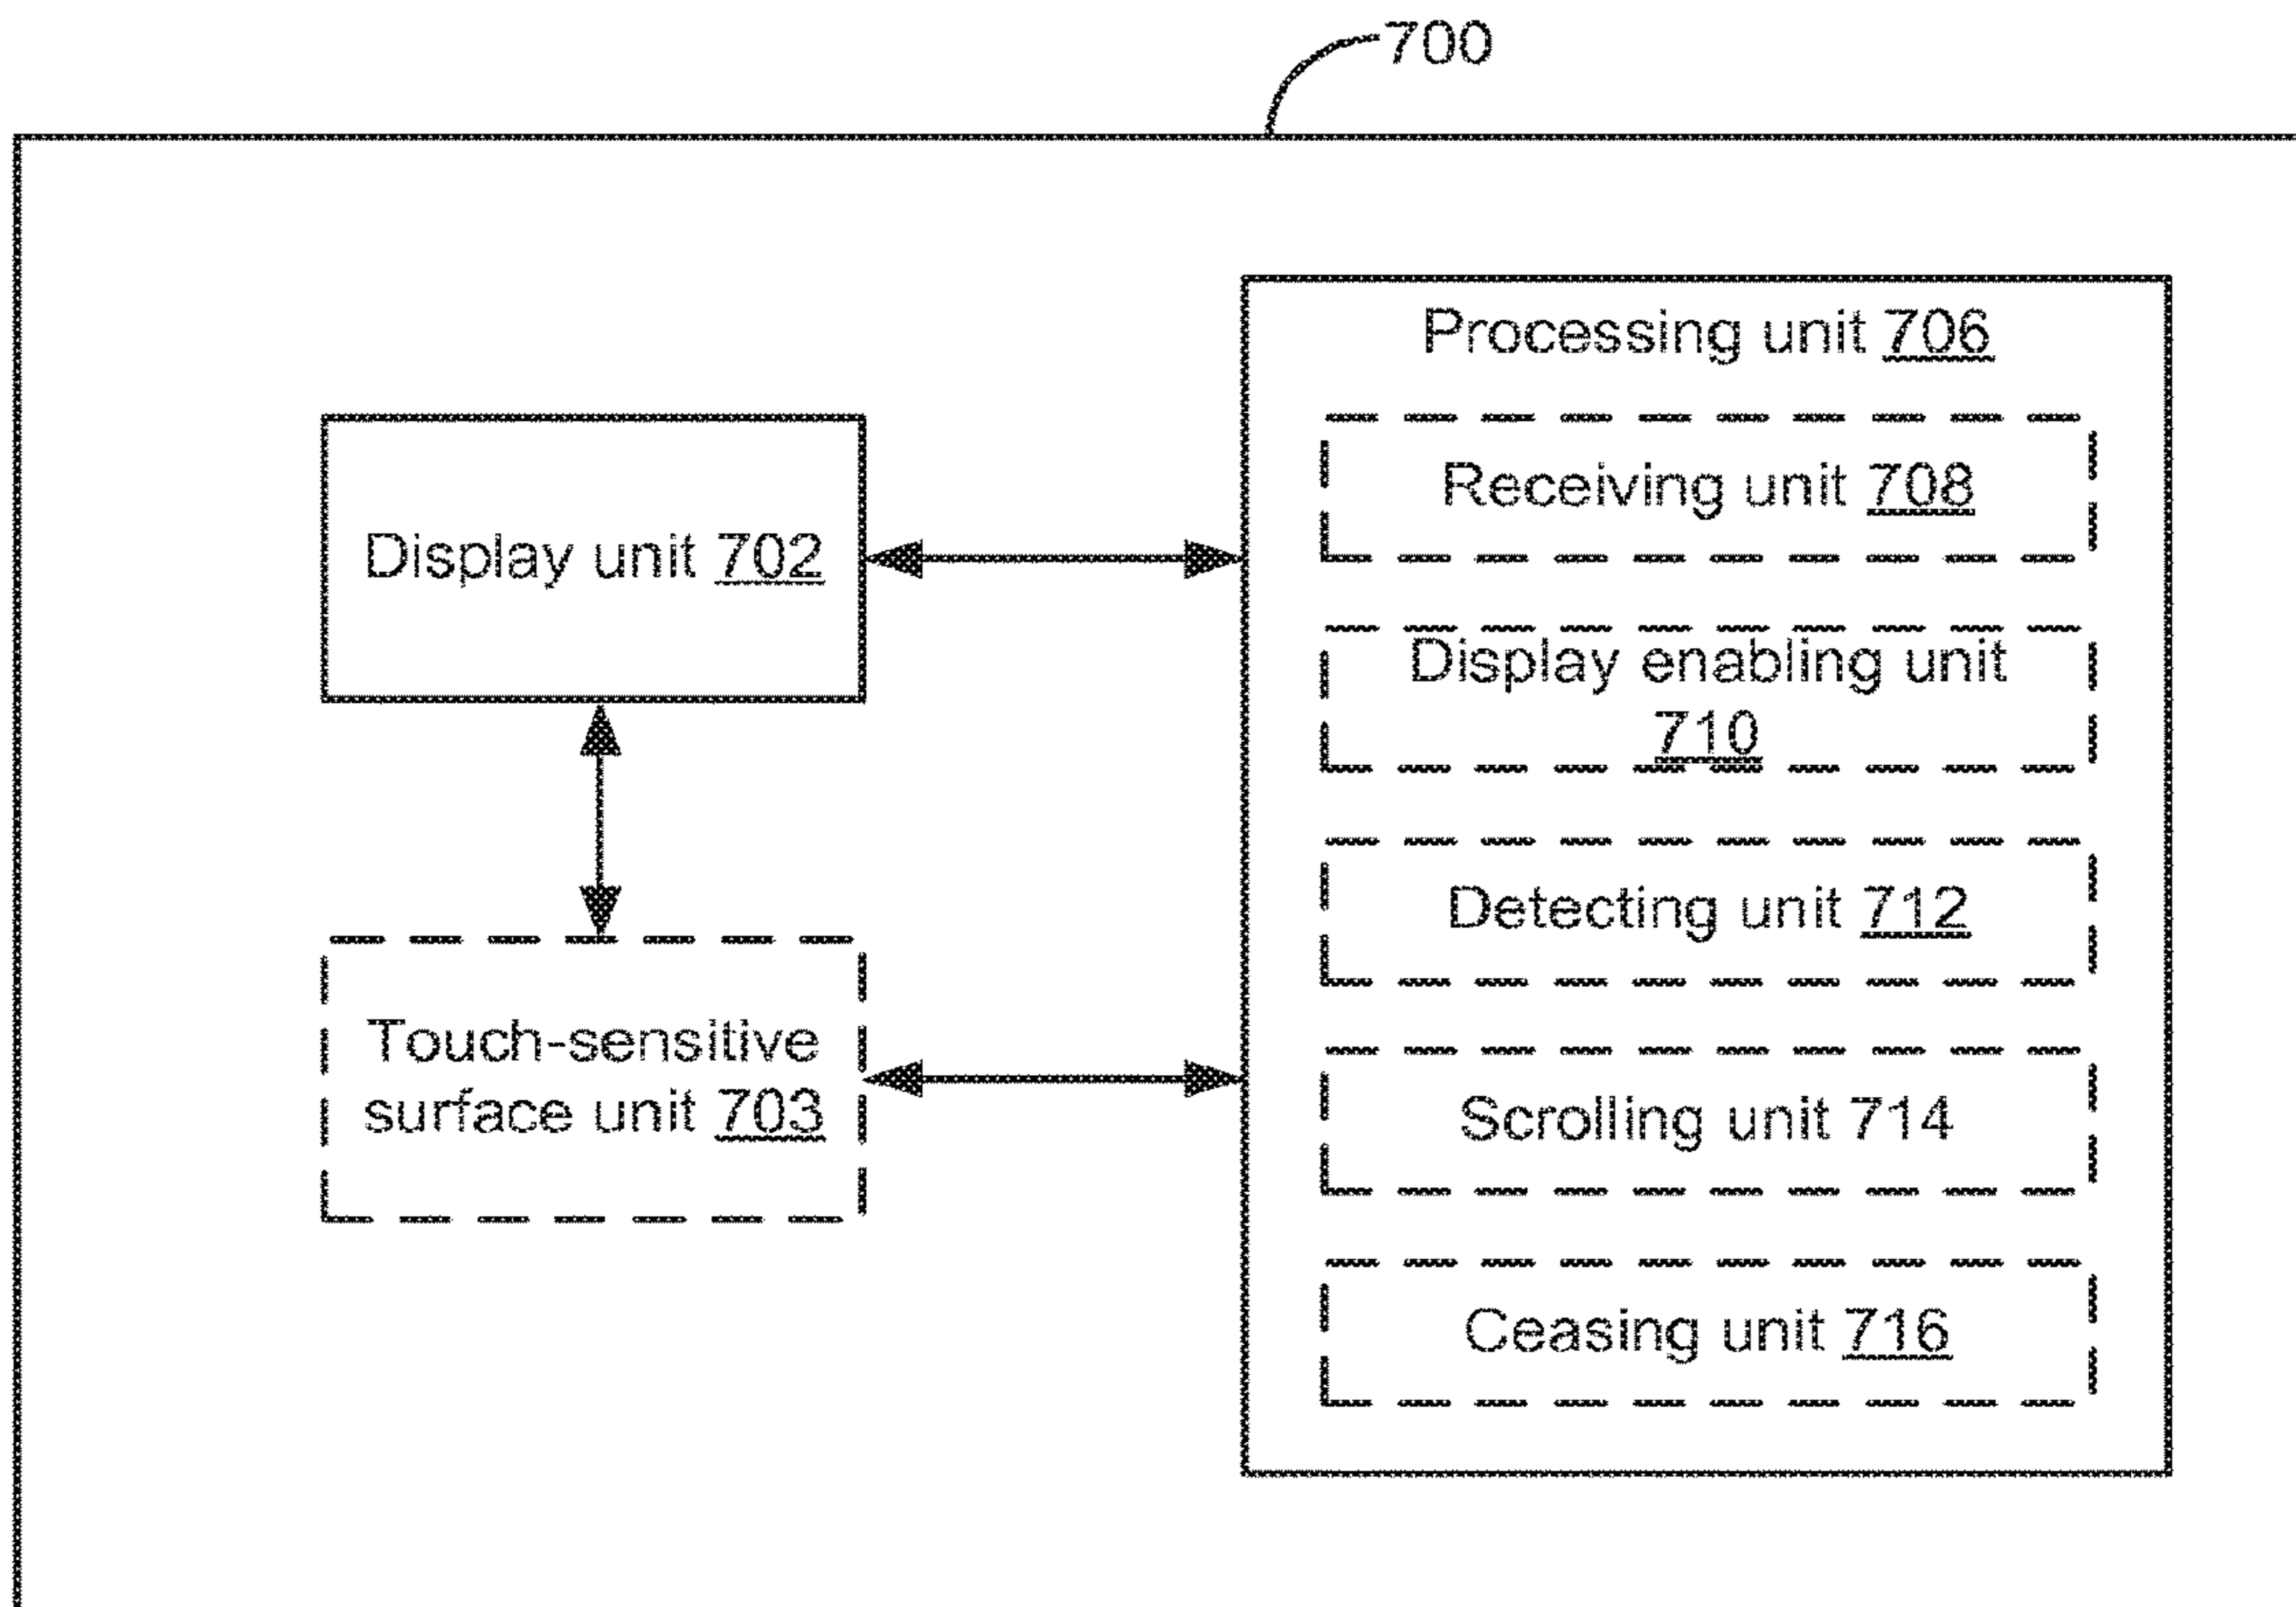 700
Processing unit 706
Receiving unit 708
Display unit 702
Display enabling unit
710
Detecting unit 712
Touch-sensitive
surface unit 703
Scrolling unit 714
Ceasing unit 716